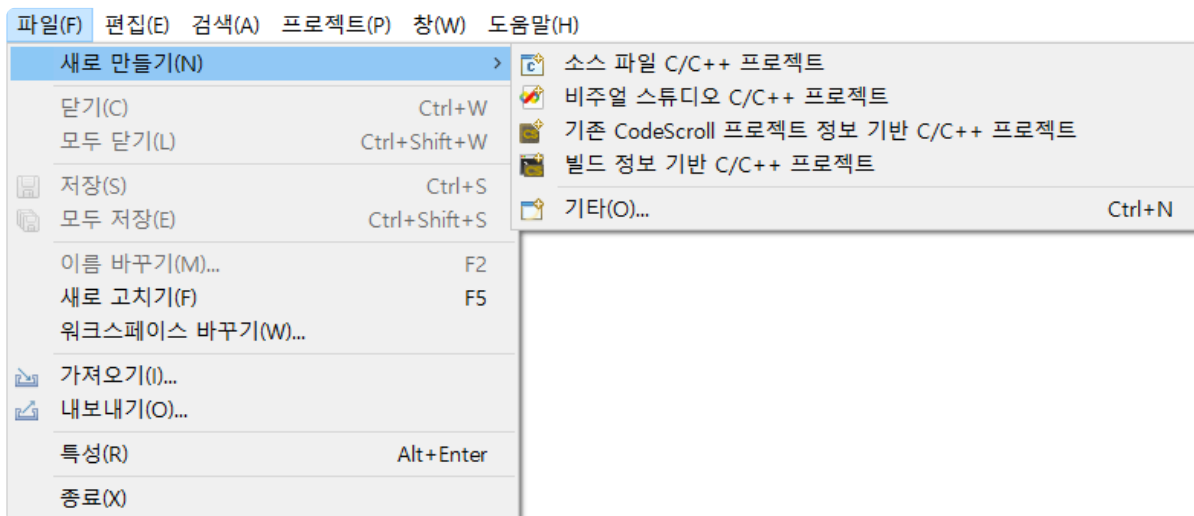 파일(F) 편집(E) 검색(A) 프로젝트(P) 창(W) 도움말(H)
새로 만들기(N) >
닫기(C) Ctrl+W
모두 닫기(L) Ctrl+Shift+W
저장(S) Ctrl+S
모두 저장(E) Ctrl+Shift+S
이름 바꾸기(M)... F2
새로 고치기(F) F5
워크스페이스 바꾸기(W)...
가져오기(I)...
내보내기(O)...
특성(R) Alt+Enter
종료(X)
소스 파일 C/C++ 프로젝트
비주얼 스튜디오 C/C++ 프로젝트
기존 CodeScroll 프로젝트 정보 기반 C/C++ 프로젝트
빌드 정보 기반 C/C++ 프로젝트
기타(O)... Ctrl+N